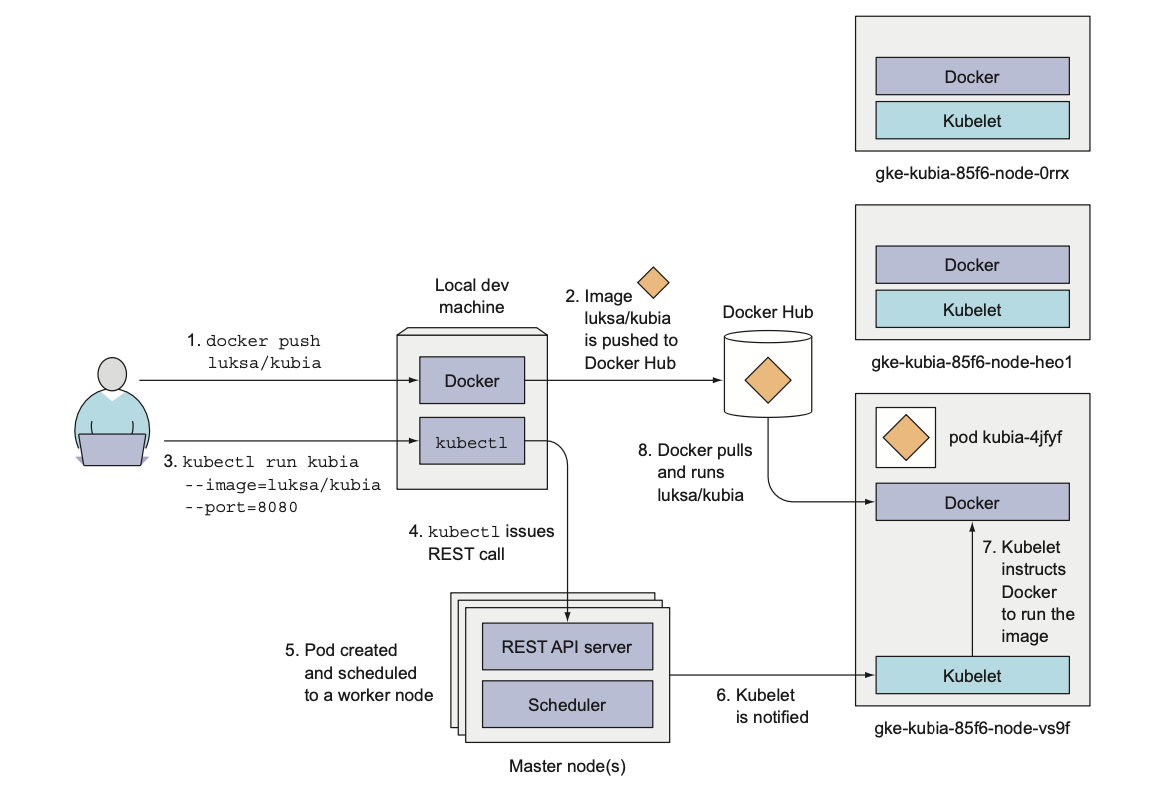 Docker
Kubelet
gke-kubia-85f6-node-0rrx
Docker
Kubelet
gke-kubia-85f6-node-heo1
Local dev
machine
1. docker push
luksa/kubia
Docker
kubectl
2. Image
luksa/kubia
is pushed to
Docker Hub
Docker Hub
3. kubectl run kubia
--image=luksa/kubia
--port=8080
4. kubectl issues
REST call
5. Pod created
and scheduled
to a worker node
REST API server
Scheduler
Master node(s)
6. Kubelet
is notified
8. Docker pulls
and runs
luksa/kubia
pod kubia-4jfyf
Docker
7. Kubelet
instructs
Docker
to run the
image
Kubelet
gke-kubia-85f6-node-vs9f